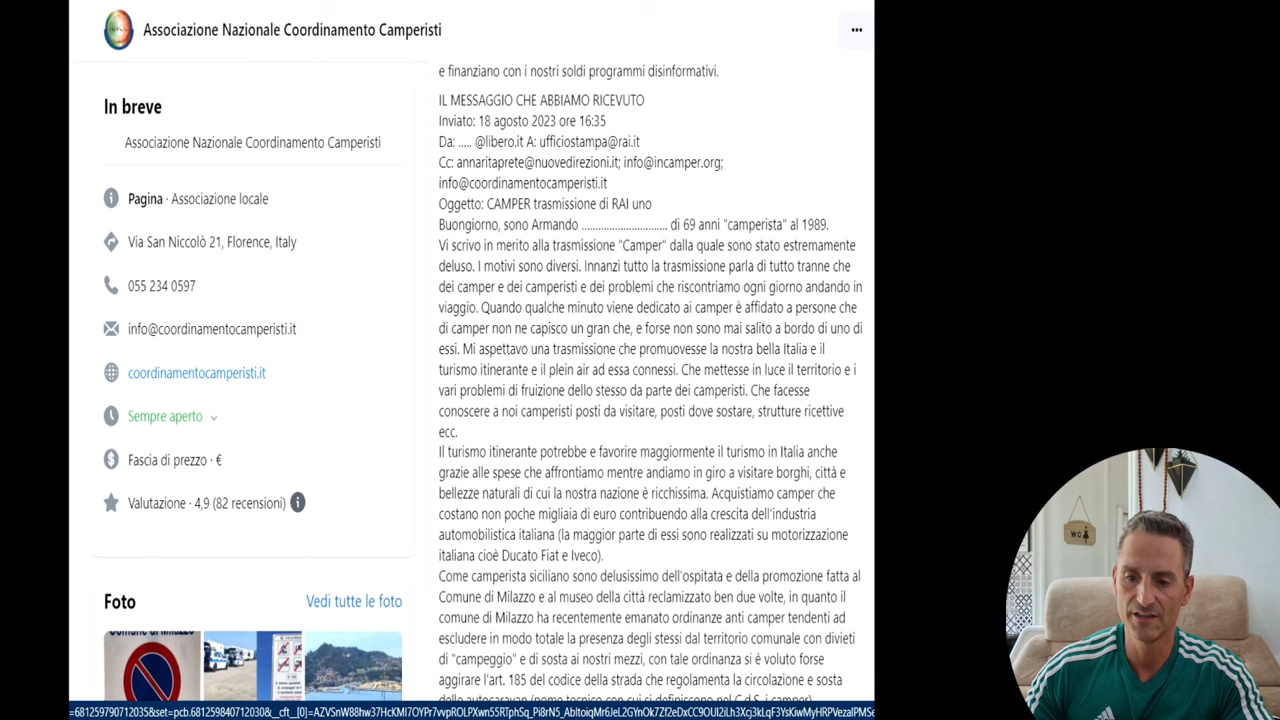 Associazione Nazionale Coordinamento Camperisti
In breve
Associazione Nazionale Coordinamento Camperisti
Pagina · Associazione locale
Via San Niccolò 21, Florence, Italy
055 234 0597
info@coordinamentocamperisti.it
coordinamentocamperisti.it
Sempre aperto
Fascia di prezzo · €
Valutazione · 4,9 (82 recensioni)
Foto
Vedi tutte le foto
Comune di Milazzo
e finanziano con i nostri soldi programmi disinformativi.
IL MESSAGGIO CHE ABBIAMO RICEVUTO
Inviato: 18 agosto 2023 ore 16:35
Da: ..... @libero.it A: ufficiostampa@rai.it
Cc: annaritaprete@nuovedirezioni.it; info@incamper.org;
info@coordinamentocamperisti.it
Oggetto: CAMPER trasmissione di RAI uno
Buongiorno, sono Armando ................................ di 69 anni "camperista" al 1989.
Vi scrivo in merito alla trasmissione "Camper" dalla quale sono stato estremamente
deluso. I motivi sono diversi. Innanzi tutto la trasmissione parla di tutto tranne che
dei camper e dei camperisti e dei problemi che riscontriamo ogni giorno andando in
viaggio. Quando qualche minuto viene dedicato ai camper è affidato a persone che
di camper non ne capisco un gran che, e forse non sono mai salito a bordo di uno di
essi. Mi aspettavo una trasmissione che promuovesse la nostra bella Italia e il
turismo itinerante e il plein air ad essa connessi. Che mettesse in luce il territorio e i
vari problemi di fruizione dello stesso da parte dei camperisti. Che facesse
conoscere a noi camperisti posti da visitare, posti dove sostare, strutture ricettive
ecc.
Il turismo itinerante potrebbe e favorire maggiormente il turismo in Italia anche
grazie alle spese che affrontiamo mentre andiamo in giro a visitare borghi, città e
bellezze naturali di cui la nostra nazione è ricchissima. Acquistiamo camper che
costano non poche migliaia di euro contribuendo alla crescita dell'industria
automobilistica italiana (la maggior parte di essi sono realizzati su motorizzazione
italiana cioè Ducato Fiat e Iveco).
Come camperista siciliano sono delusissimo dell'ospitata e della promozione fatta al
Comune di Milazzo e al museo della città reclamizzato ben due volte, in quanto il
comune di Milazzo ha recentemente emanato ordinanze anti camper tendenti ad
escludere in modo totale la presenza degli stessi dal territorio comunale con divieti
di "campeggio" e di sosta ai nostri mezzi, con tale ordinanza si è voluto forse
aggirare l'art. 185 del codice della strada che regolamenta la circolazione e sosta
WC